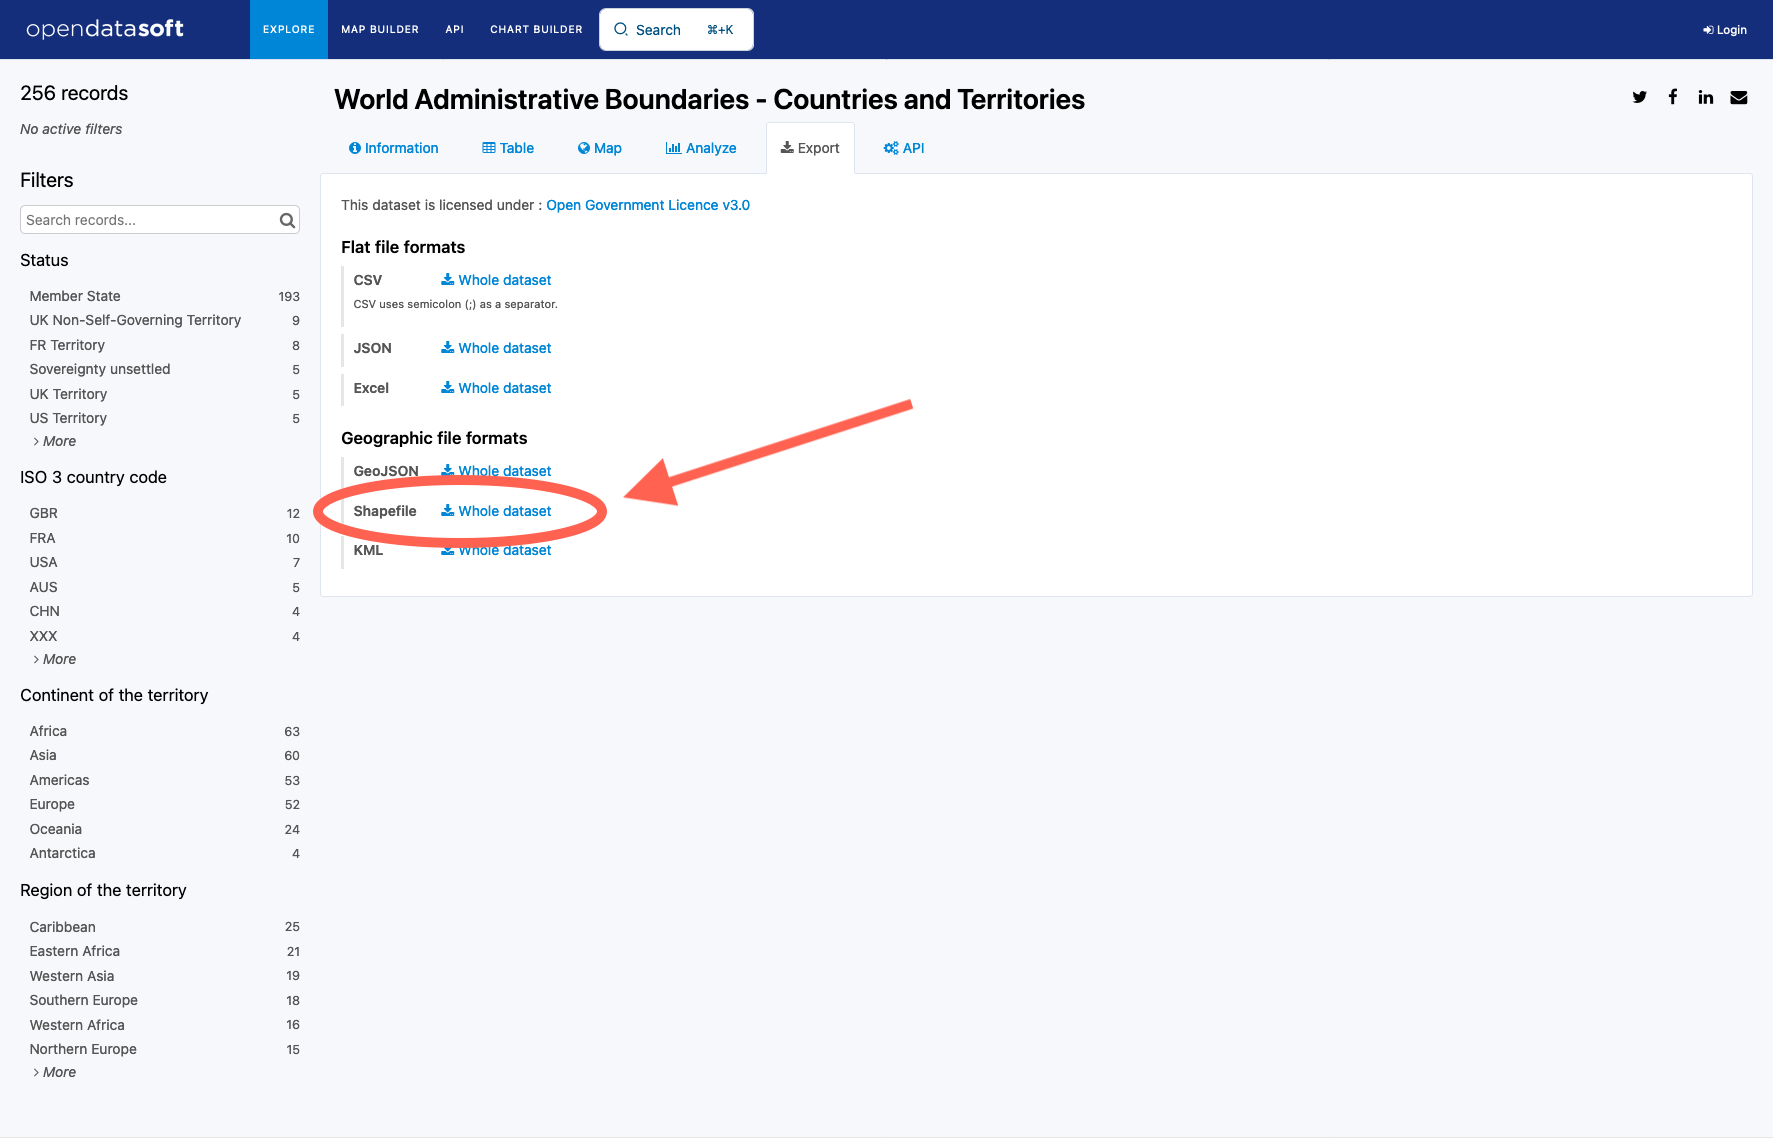 opendatasoft
EXPLORE MAP BUILDER API CHART BUILDER Search ⌘+K Login
256 records
No active filters
Filters
Search records...
Status
Member State 193
UK Non-Self-Governing Territory 9
FR Territory 8
Sovereignty unsettled 5
UK Territory 5
US Territory 5
More
ISO 3 country code
GBR 12
FRA 10
USA 7
AUS 5
CHN 4
XXX 4
More
Continent of the territory
Africa 63
Asia 60
Americas 53
Europe 52
Oceania 24
Antarctica 4
Region of the territory
Caribbean 25
Eastern Africa 21
Western Asia 19
Southern Europe 18
Western Africa 16
Northern Europe 15
More
World Administrative Boundaries - Countries and Territories
Information Table Map Analyze Export API
This dataset is licensed under : Open Government Licence v3.0
Flat file formats
CSV Whole dataset
CSV uses semicolon (;) as a separator.
JSON Whole dataset
Excel Whole dataset
Geographic file formats
GeoJSON Whole dataset
Shapefile Whole dataset
KML Whole dataset